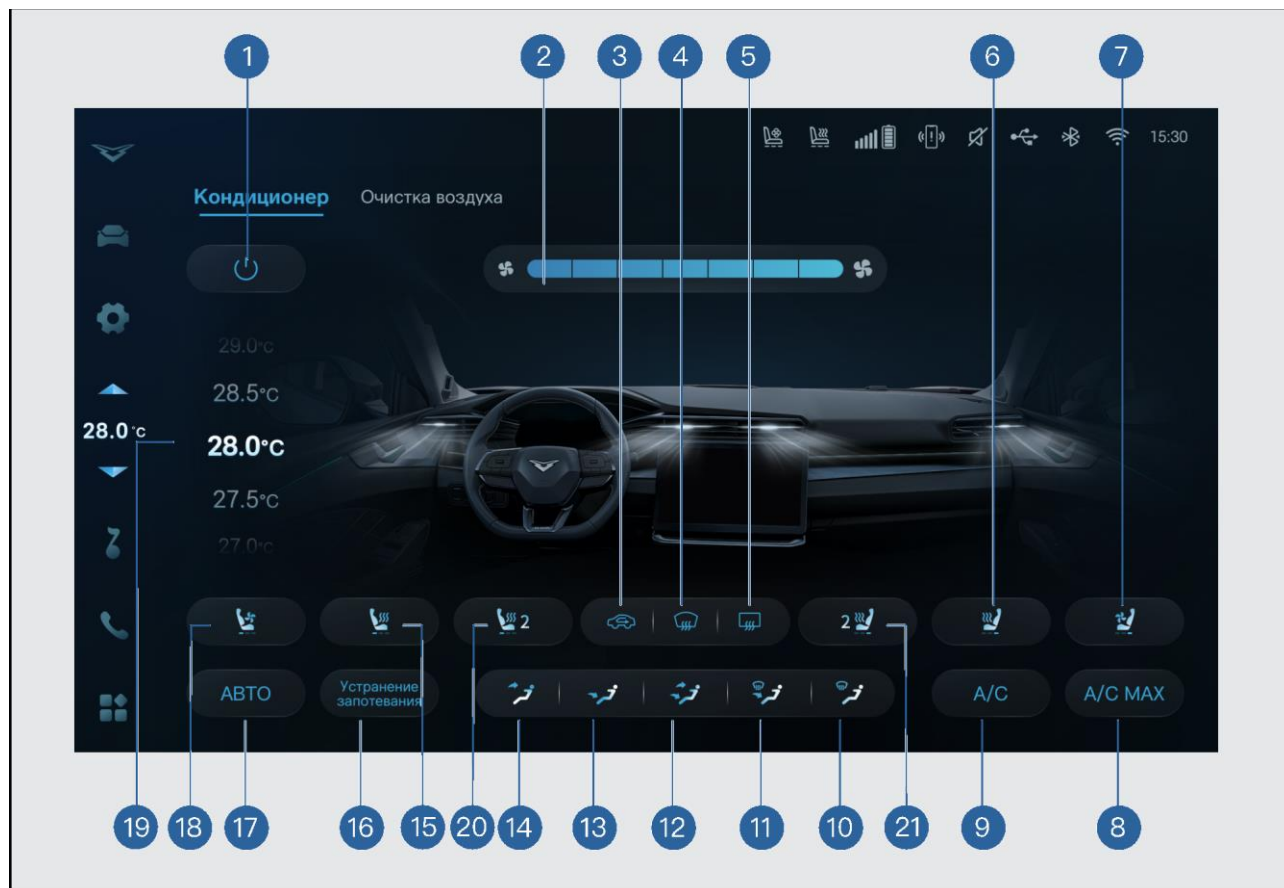 1 2 3 4 5 6 7
15:30
Кондиционер Очистка воздуха
29.0°C
28.5°C
28.0°C
28.0°C
27.5°C
27.0°C
2 2
АВТО
Устранение
запотевания
A/C A/C MAX
19 18 17 16 15 20 14 13 12 11 10 21 9 8